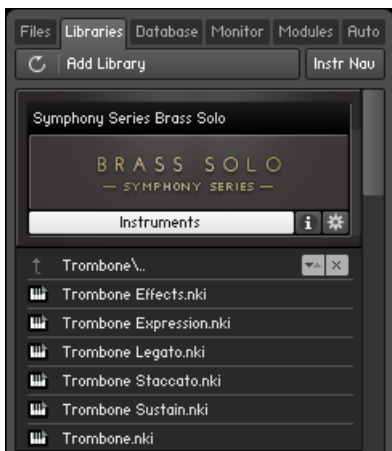 Files Libraries Database Monitor Modules Auto
Add Library Instr Nav
Symphony Series Brass Solo
BRASS SOLO
— SYMPHONY SERIES —
Instruments i
Trombone\..
Trombone Effects.nki
Trombone Expression.nki
Trombone Legato.nki
Trombone Staccato.nki
Trombone Sustain.nki
Trombone.nki